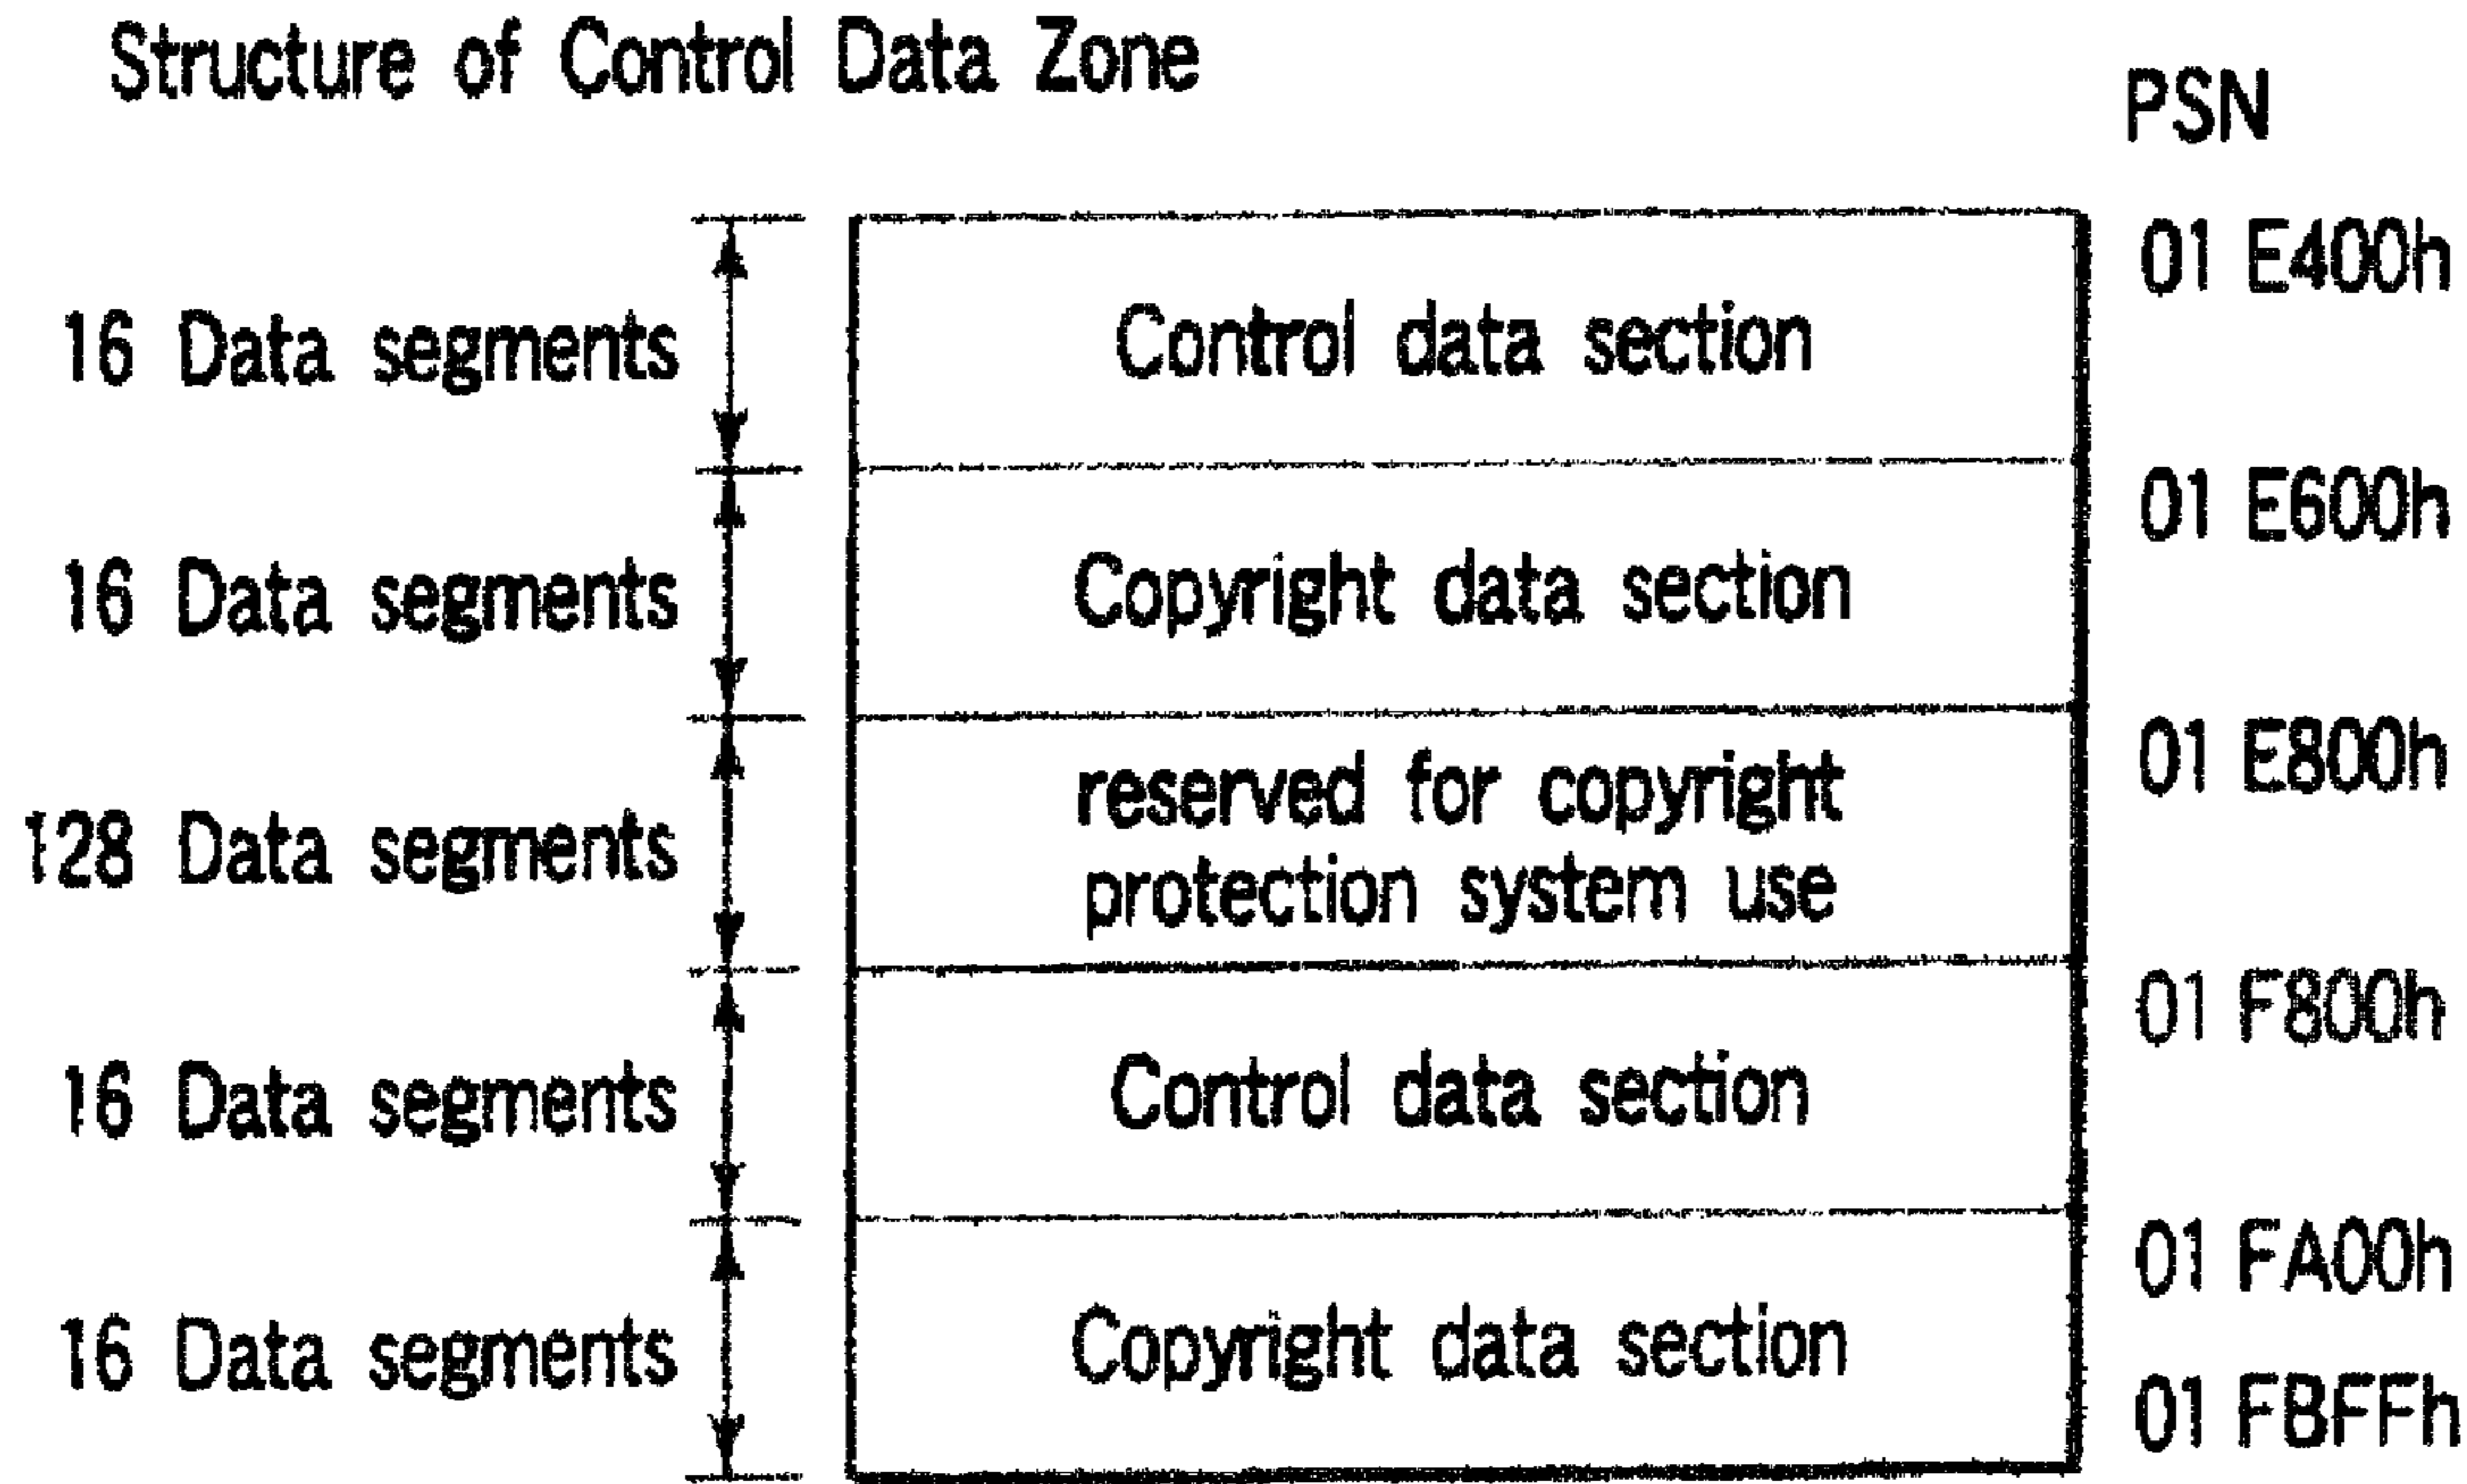 Structure of Control Data Zone
PSN
01 E400h
16 Data segments
Control data section
01 E600h
16 Data segments
Copyright data section
01 E800h
128 Data segments
reserved for copyright
protection system use
01 F800h
16 Data segments
Control data section
01 FA00h
16 Data segments
Copyright data section
01 FBFFh